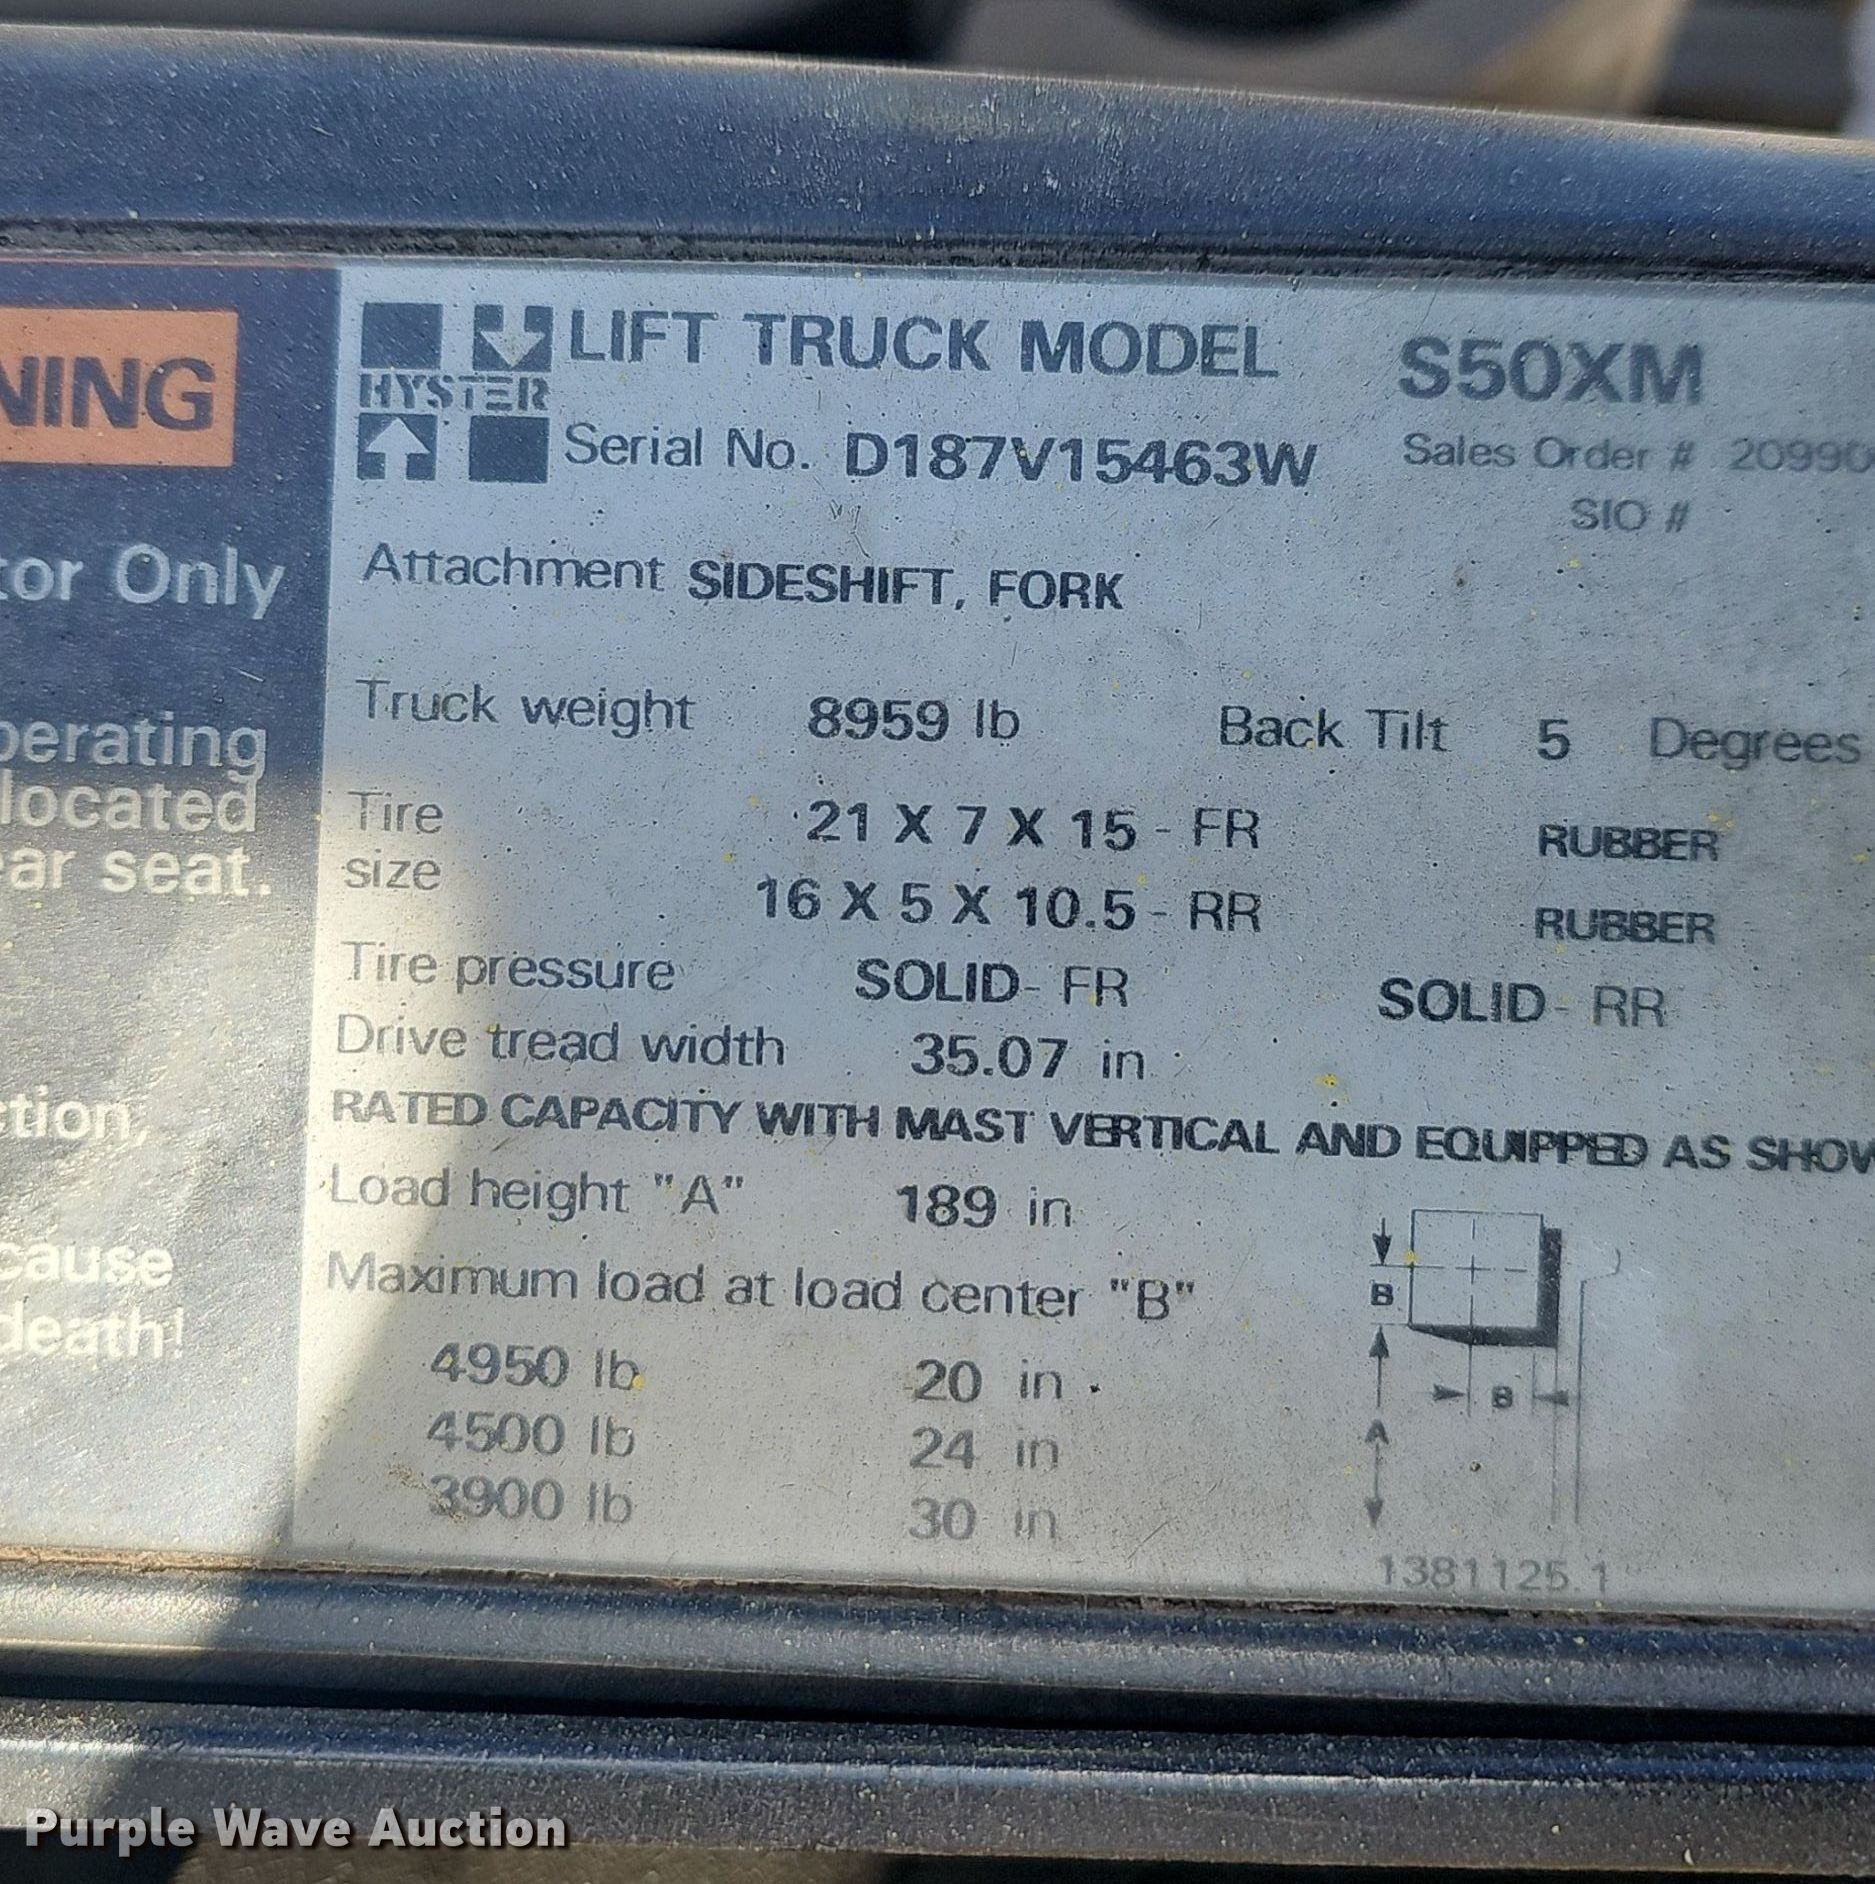 NING
tor Only
perating
located
ear seat.
ction,
cause
death!
HYSTER
LIFT TRUCK MODEL S50XM
Serial No. D187V15463W Sales Order # 20990
SIO #
Attachment SIDESHIFT, FORK
Truck weight 8959 lb Back Tilt 5 Degrees
Tire size 21 X 7 X 15 - FR RUBBER
16 X 5 X 10.5 - RR RUBBER
Tire pressure SOLID - FR SOLID - RR
Drive tread width 35.07 in
RATED CAPACITY WITH MAST VERTICAL AND EQUIPPED AS SHOW
Load height "A" 189 in
Maximum load at load center "B"
4950 lb 20 in
4500 lb 24 in
3900 lb 30 in
B
B
A
1381125.1
Purple Wave Auction